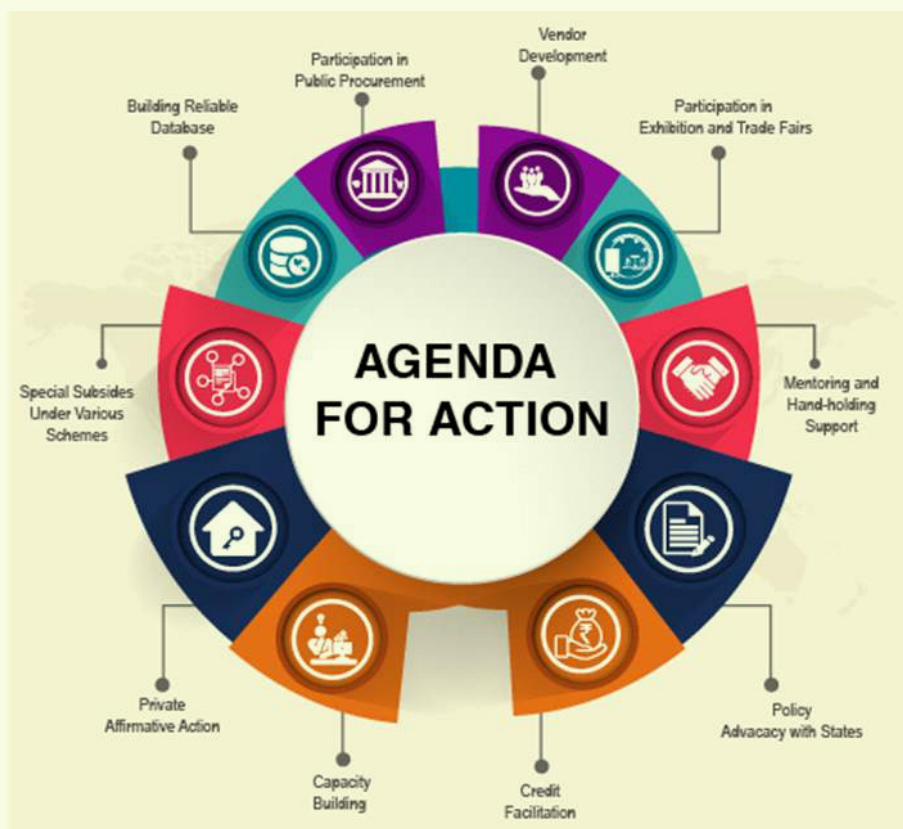 Vendor
Development
Participation in
Public Procurement
Building Reliable
Database
Participation in
Exhibition and Trade Fairs
AGENDA
FOR ACTION
Special Subsides
Under Various
Schemes
Mentoring and
Hand-holding
Support
Private
Affirmative Action
Policy
Advacacy with States
Capacity
Building
Credit
Facilitation
₹